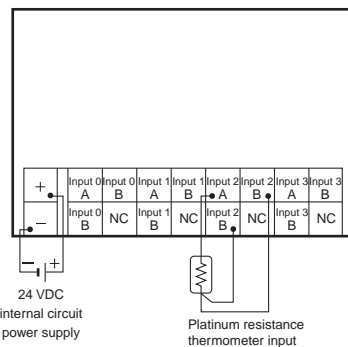 + Input 0 A Input 0 B Input 1 A Input 1 B Input 2 A Input 2 B Input 3 A Input 3 B
− Input 0 B NC Input 1 B NC Input 2 B NC Input 3 B NC
− +
24 VDC
internal circuit
power supply
Platinum resistance
thermometer input